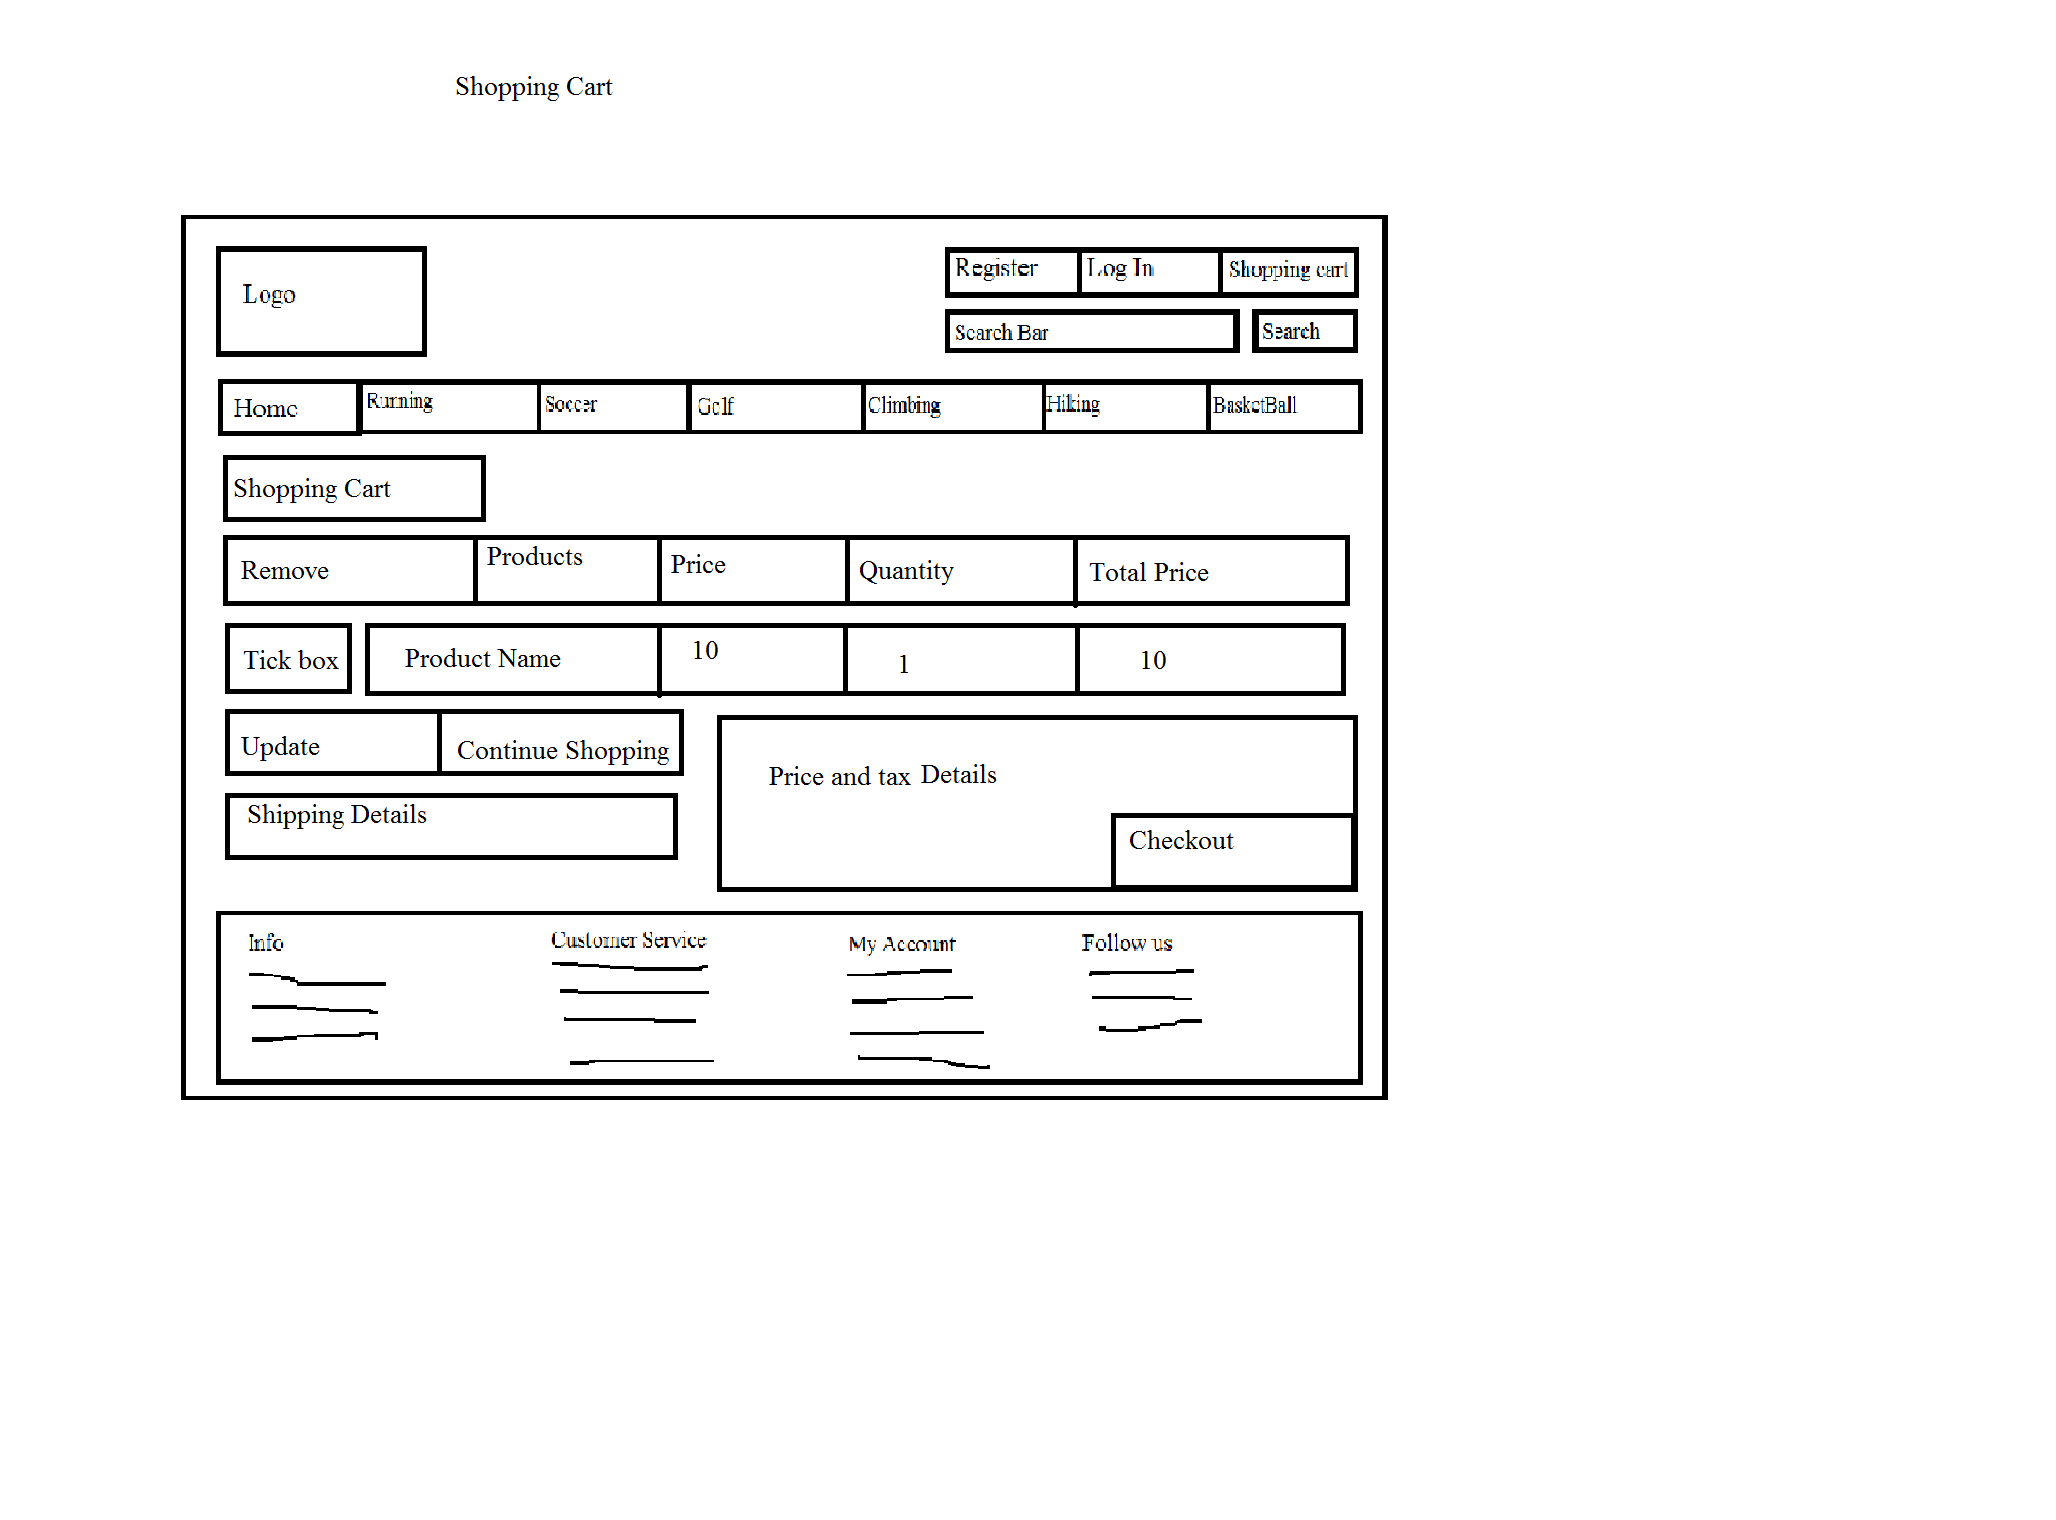 Shopping Cart
Logo
Register
Log In
Shopping cart
Search Bar
Search
Home
Running
Soccer
Golf
Climbing
Hiking
BasketBall
Shopping Cart
Remove
Products
Price
Quantity
Total Price
Tick box
Product Name
10
1
10
Update
Continue Shopping
Price and tax Details
Shipping Details
Checkout
Info
Customer Service
My Account
Follow us